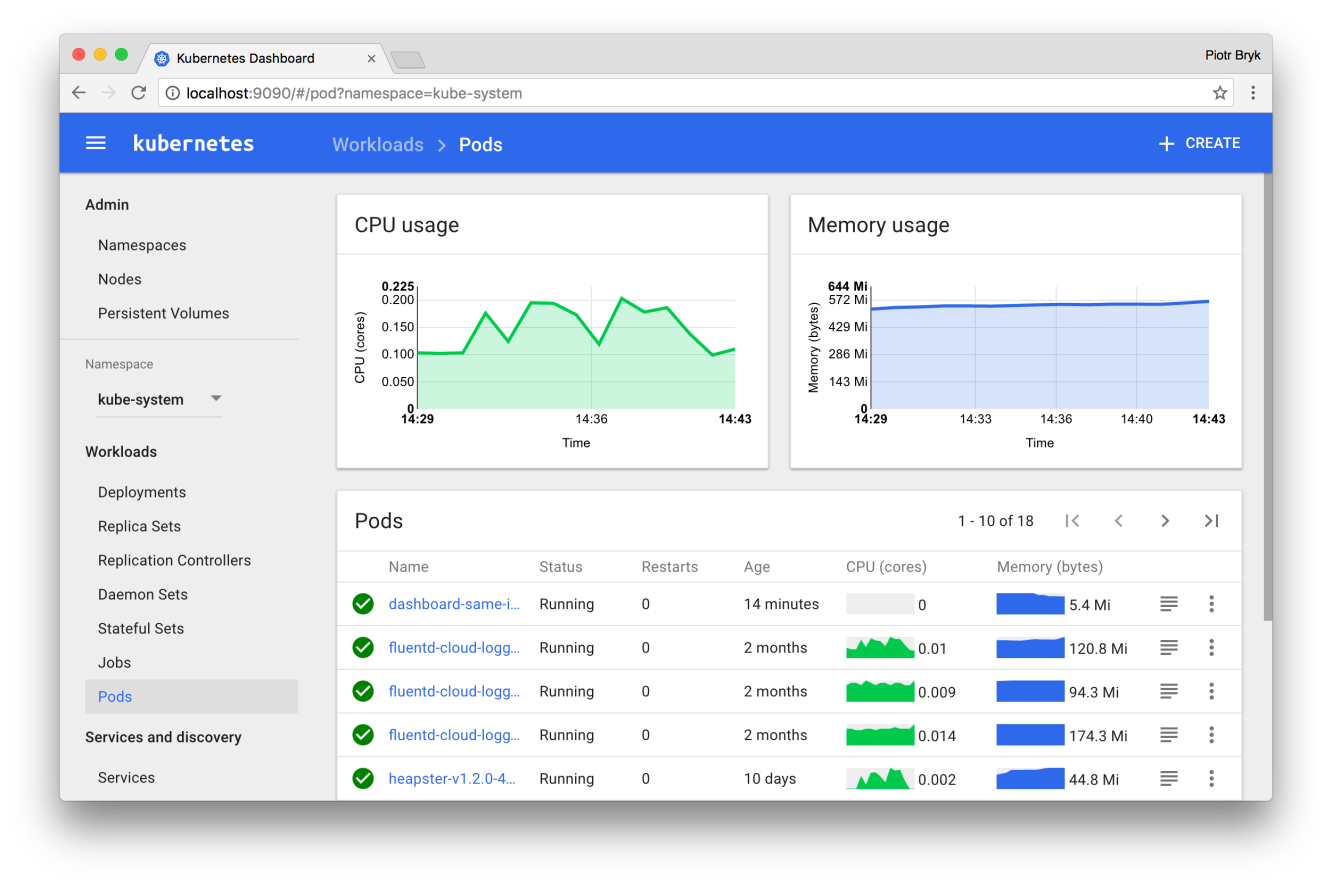 Kubernetes Dashboard
Piotr Bryk
localhost:9090/#/pod?namespace=kube-system
kubernetes
Workloads > Pods
+ CREATE
Admin
Namespaces
Nodes
Persistent Volumes
Namespace
kube-system
Workloads
Deployments
Replica Sets
Replication Controllers
Daemon Sets
Stateful Sets
Jobs
Pods
Services and discovery
Services
CPU usage
CPU (cores)
0.225
0.200
0.150
0.100
0.050
0
14:29 14:36 14:43
Time
Memory usage
Memory (bytes)
644 Mi
572 Mi
429 Mi
286 Mi
143 Mi
0
14:29 14:33 14:36 14:40 14:43
Time
Pods
1 - 10 of 18
Name Status Restarts Age CPU (cores) Memory (bytes)
dashboard-same-i... Running 0 14 minutes 0 5.4 Mi
fluentd-cloud-logg... Running 0 2 months 0.01 120.8 Mi
fluentd-cloud-logg... Running 0 2 months 0.009 94.3 Mi
fluentd-cloud-logg... Running 0 2 months 0.014 174.3 Mi
heapster-v1.2.0-4... Running 0 10 days 0.002 44.8 Mi